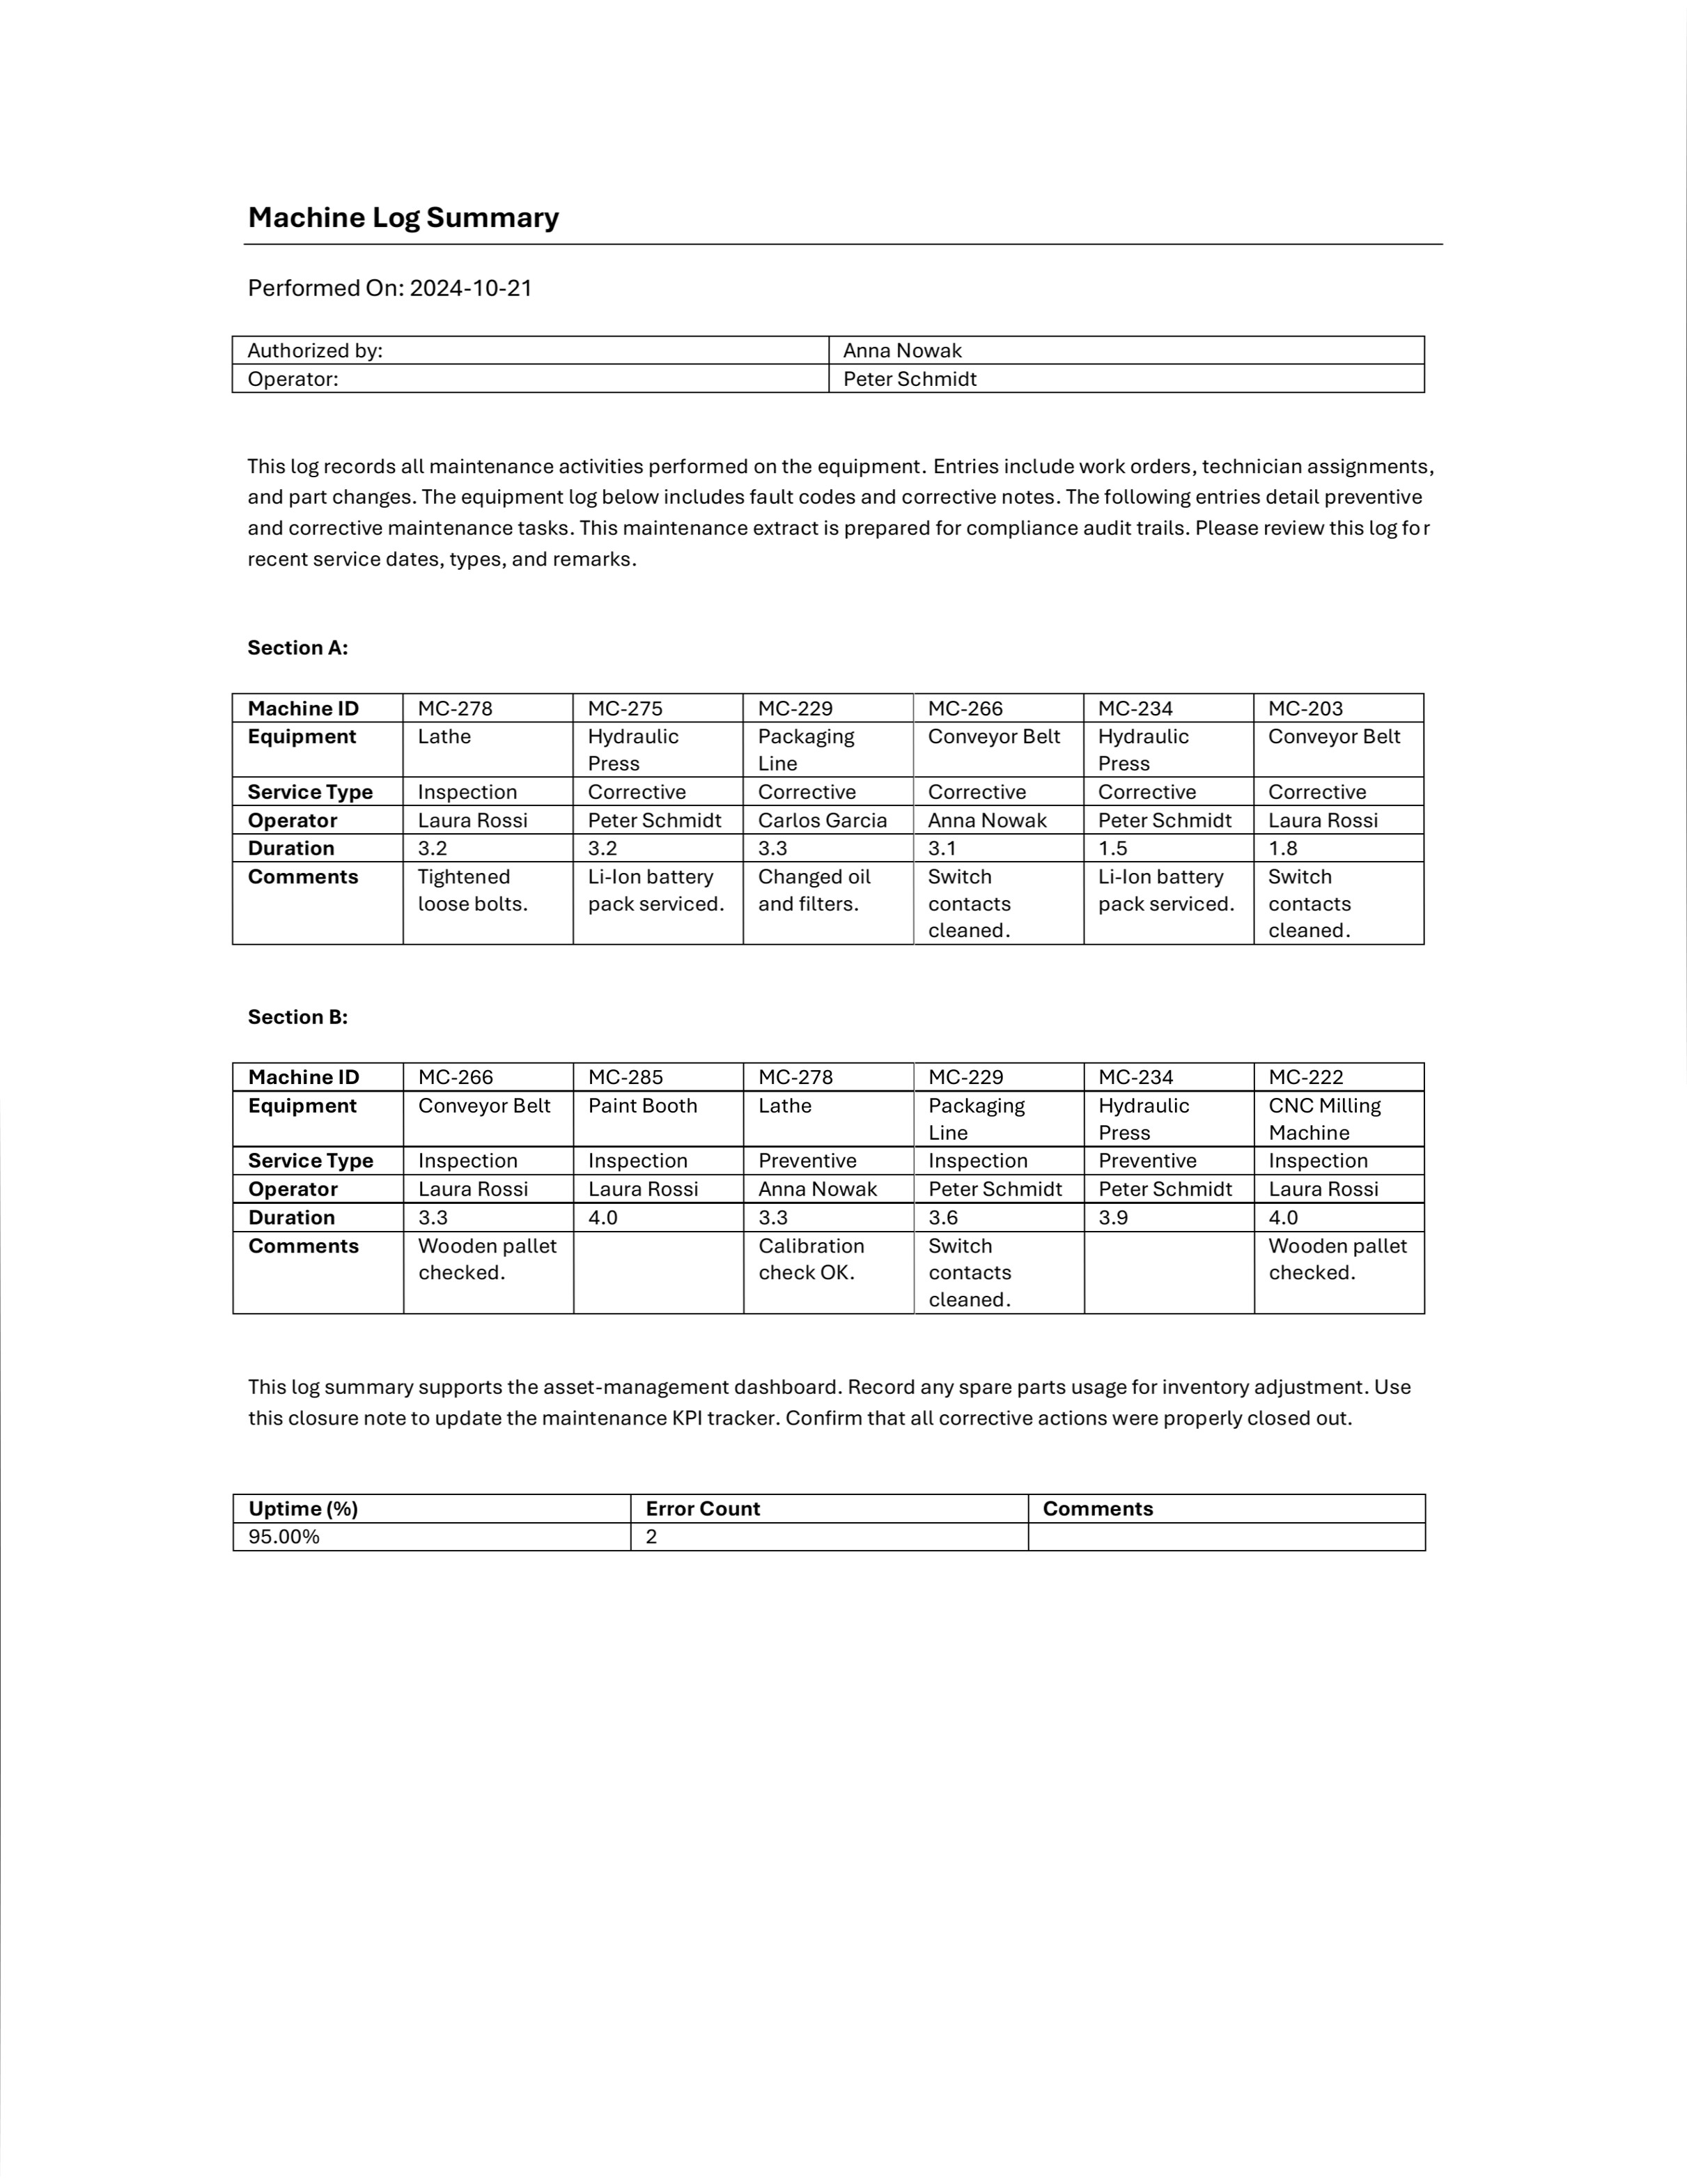 Machine Log Summary
Performed On: 2024-10-21
Authorized by: Anna Nowak
Operator: Peter Schmidt
This log records all maintenance activities performed on the equipment. Entries include work orders, technician assignments,
and part changes. The equipment log below includes fault codes and corrective notes. The following entries detail preventive
and corrective maintenance tasks. This maintenance extract is prepared for compliance audit trails. Please review this log for
recent service dates, types, and remarks.
Section A:
Machine ID MC-278 MC-275 MC-229 MC-266 MC-234 MC-203
Equipment Lathe Hydraulic Packaging Conveyor Belt Hydraulic Conveyor Belt
Press Line Press
Service Type Inspection Corrective Corrective Corrective Corrective Corrective
Operator Laura Rossi Peter Schmidt Carlos Garcia Anna Nowak Peter Schmidt Laura Rossi
Duration 3.2 3.2 3.3 3.1 1.5 1.8
Comments Tightened Li-Ion battery Changed oil Switch Li-Ion battery Switch
loose bolts. pack serviced. and filters. contacts pack serviced. contacts
cleaned. cleaned.
Section B:
Machine ID MC-266 MC-285 MC-278 MC-229 MC-234 MC-222
Equipment Conveyor Belt Paint Booth Lathe Packaging Hydraulic CNC Milling
Line Press Machine
Service Type Inspection Inspection Preventive Inspection Preventive Inspection
Operator Laura Rossi Laura Rossi Anna Nowak Peter Schmidt Peter Schmidt Laura Rossi
Duration 3.3 4.0 3.3 3.6 3.9 4.0
Comments Wooden pallet Calibration Switch Wooden pallet
checked. check OK. contacts checked.
cleaned.
This log summary supports the asset-management dashboard. Record any spare parts usage for inventory adjustment. Use
this closure note to update the maintenance KPI tracker. Confirm that all corrective actions were properly closed out.
Uptime (%) Error Count Comments
95.00% 2